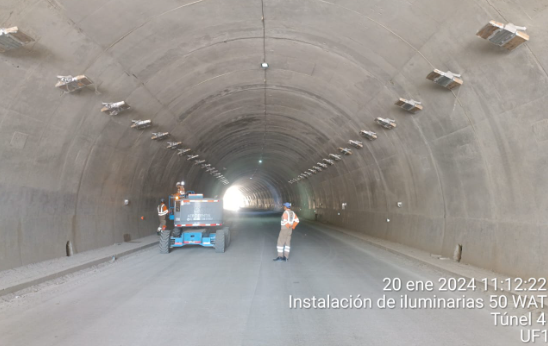 20 ene 2024 11:12:22
Instalación de iluminarias 50 WAT
Túnel 4
UF1